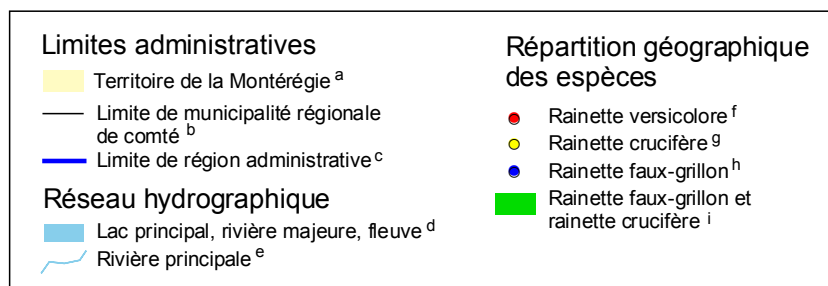 Limites administratives
Territoire de la Montérégie a
Limite de municipalité régionale
de comté b
Limite de région administrative c
Réseau hydrographique
Lac principal, rivière majeure, fleuve d
Rivière principale e
Répartition géographique
des espèces
Rainette versicolore f
Rainette crucifère g
Rainette faux-grillon h
Rainette faux-grillon et
rainette crucifère i